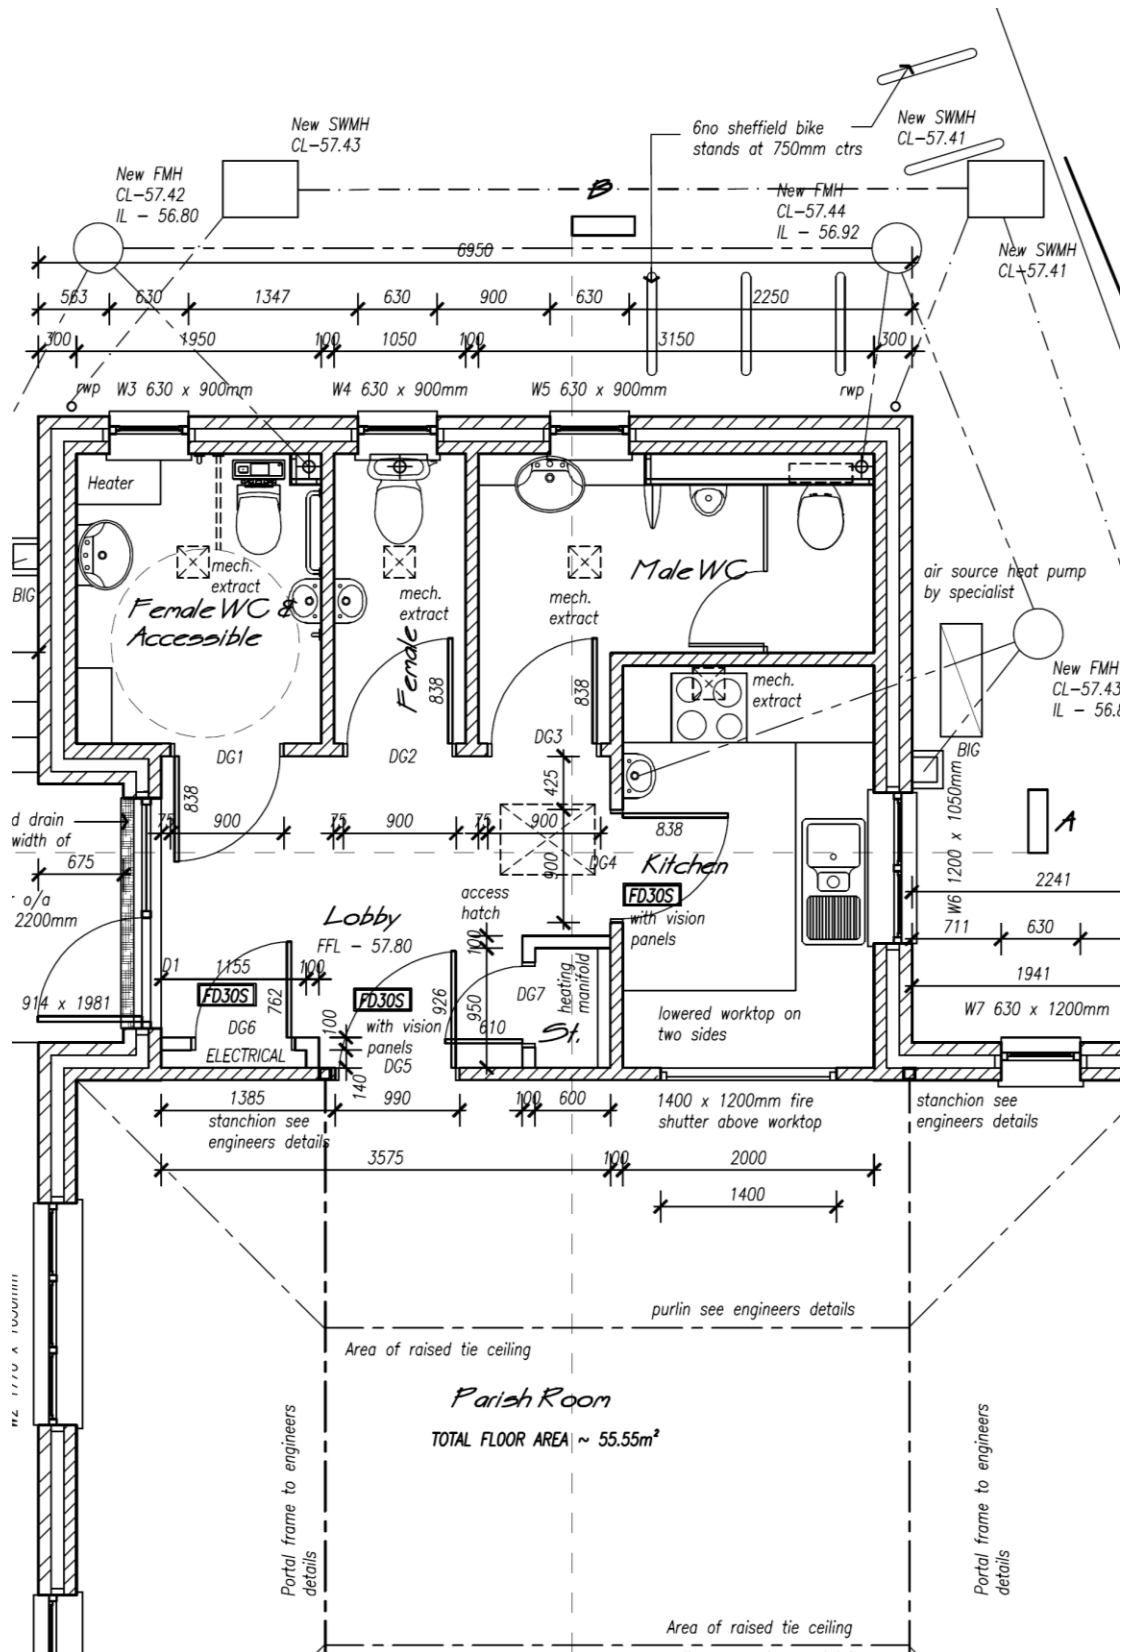 New SWMH
CL-57.43
6no sheffield bike
stands at 750mm ctrs
New SWMH
CL-57.41
New FMH
CL-57.42
IL - 56.80
B
New FMH
CL-57.44
IL - 56.92
New SWMH
CL-57.41
6950
563
630
1347
630
900
630
2250
300
1950
100
1050
100
3150
300
rwp
W3 630 x 900mm
W4 630 x 900mm
W5 630 x 900mm
rwp
Heater
mech.
extract
mech.
extract
mech.
extract
Male WC
air source heat pump
by specialist
BIG
Female WC &
Accessible
Female
838
838
mech.
extract
New FMH
CL-57.43
DG1
DG2
DG3
BIG
838
425
75
900
75
900
75
900
838
900
DG4
Kitchen
W6 1200 x 1050mm
A
d drain
width of
675
r o/a
2200mm
access
hatch
FD30S
with vision
panels
2241
711
630
Lobby
FFL - 57.80
100
D1
1155
100
FD30S
762
FD30S
926
950
DG7
heating
manifold
1941
914 x 1981
DG6
100
with vision
panels
610
St.
lowered worktop on
two sides
W7 630 x 1200mm
ELECTRICAL
DG5
140
1385
990
100
600
1400 x 1200mm fire
shutter above worktop
stanchion see
engineers details
stanchion see
engineers details
3575
100
2000
1400
purlin see engineers details
Area of raised tie ceiling
Parish Room
TOTAL FLOOR AREA ~ 55.55m²
Portal frame to engineers
details
Portal frame to engineers
details
Area of raised tie ceiling